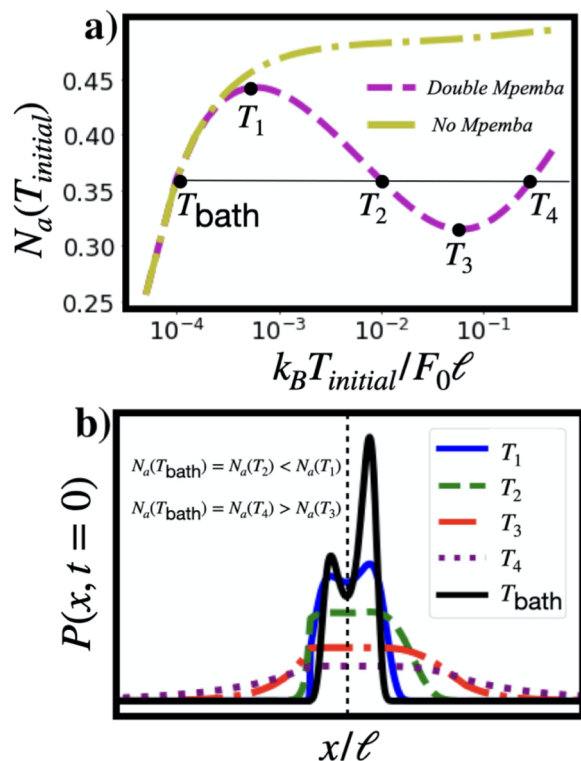 a)
N_a(T_initial)
0.45
0.40
0.35
0.30
0.25
Double Mpemba
No Mpemba
T_1
T_bath
T_2
T_3
T_4
10^{-4} 10^{-3} 10^{-2} 10^{-1}
k_B T_initial/F_0ℓ
b)
P(x, t = 0)
N_a(T_bath) = N_a(T_2) < N_a(T_1)
N_a(T_bath) = N_a(T_4) > N_a(T_3)
T_1
T_2
T_3
T_4
T_bath
x/ℓ